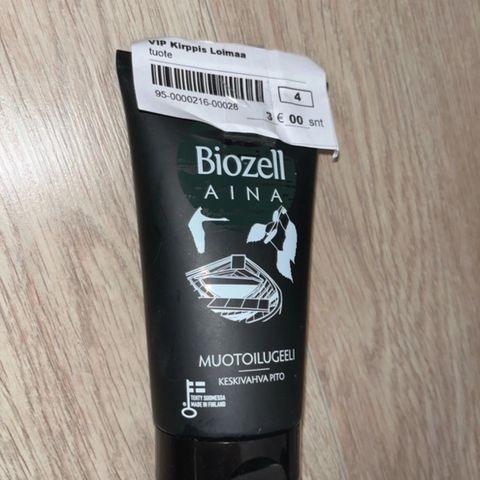 VIP Kirppis Loimaa
tuote
4
95-0000216-00028
3 € 00 snt
Biozell
AINA
MUOTOILUGEELI
KESKIVAHVA PITO
TEHTY SUOMESSA
MADE IN FINLAND